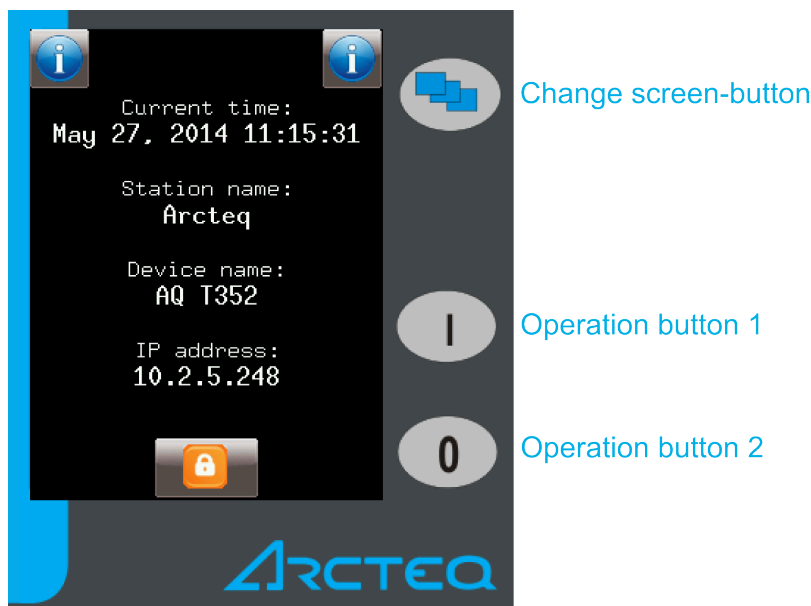 i
i
Change screen-button
Current time:
May 27, 2014 11:15:31
Station name:
Arcteq
Device name:
AQ T352
Operation button 1
I
IP address:
10.2.5.248
Operation button 2
0
ARCTEQ